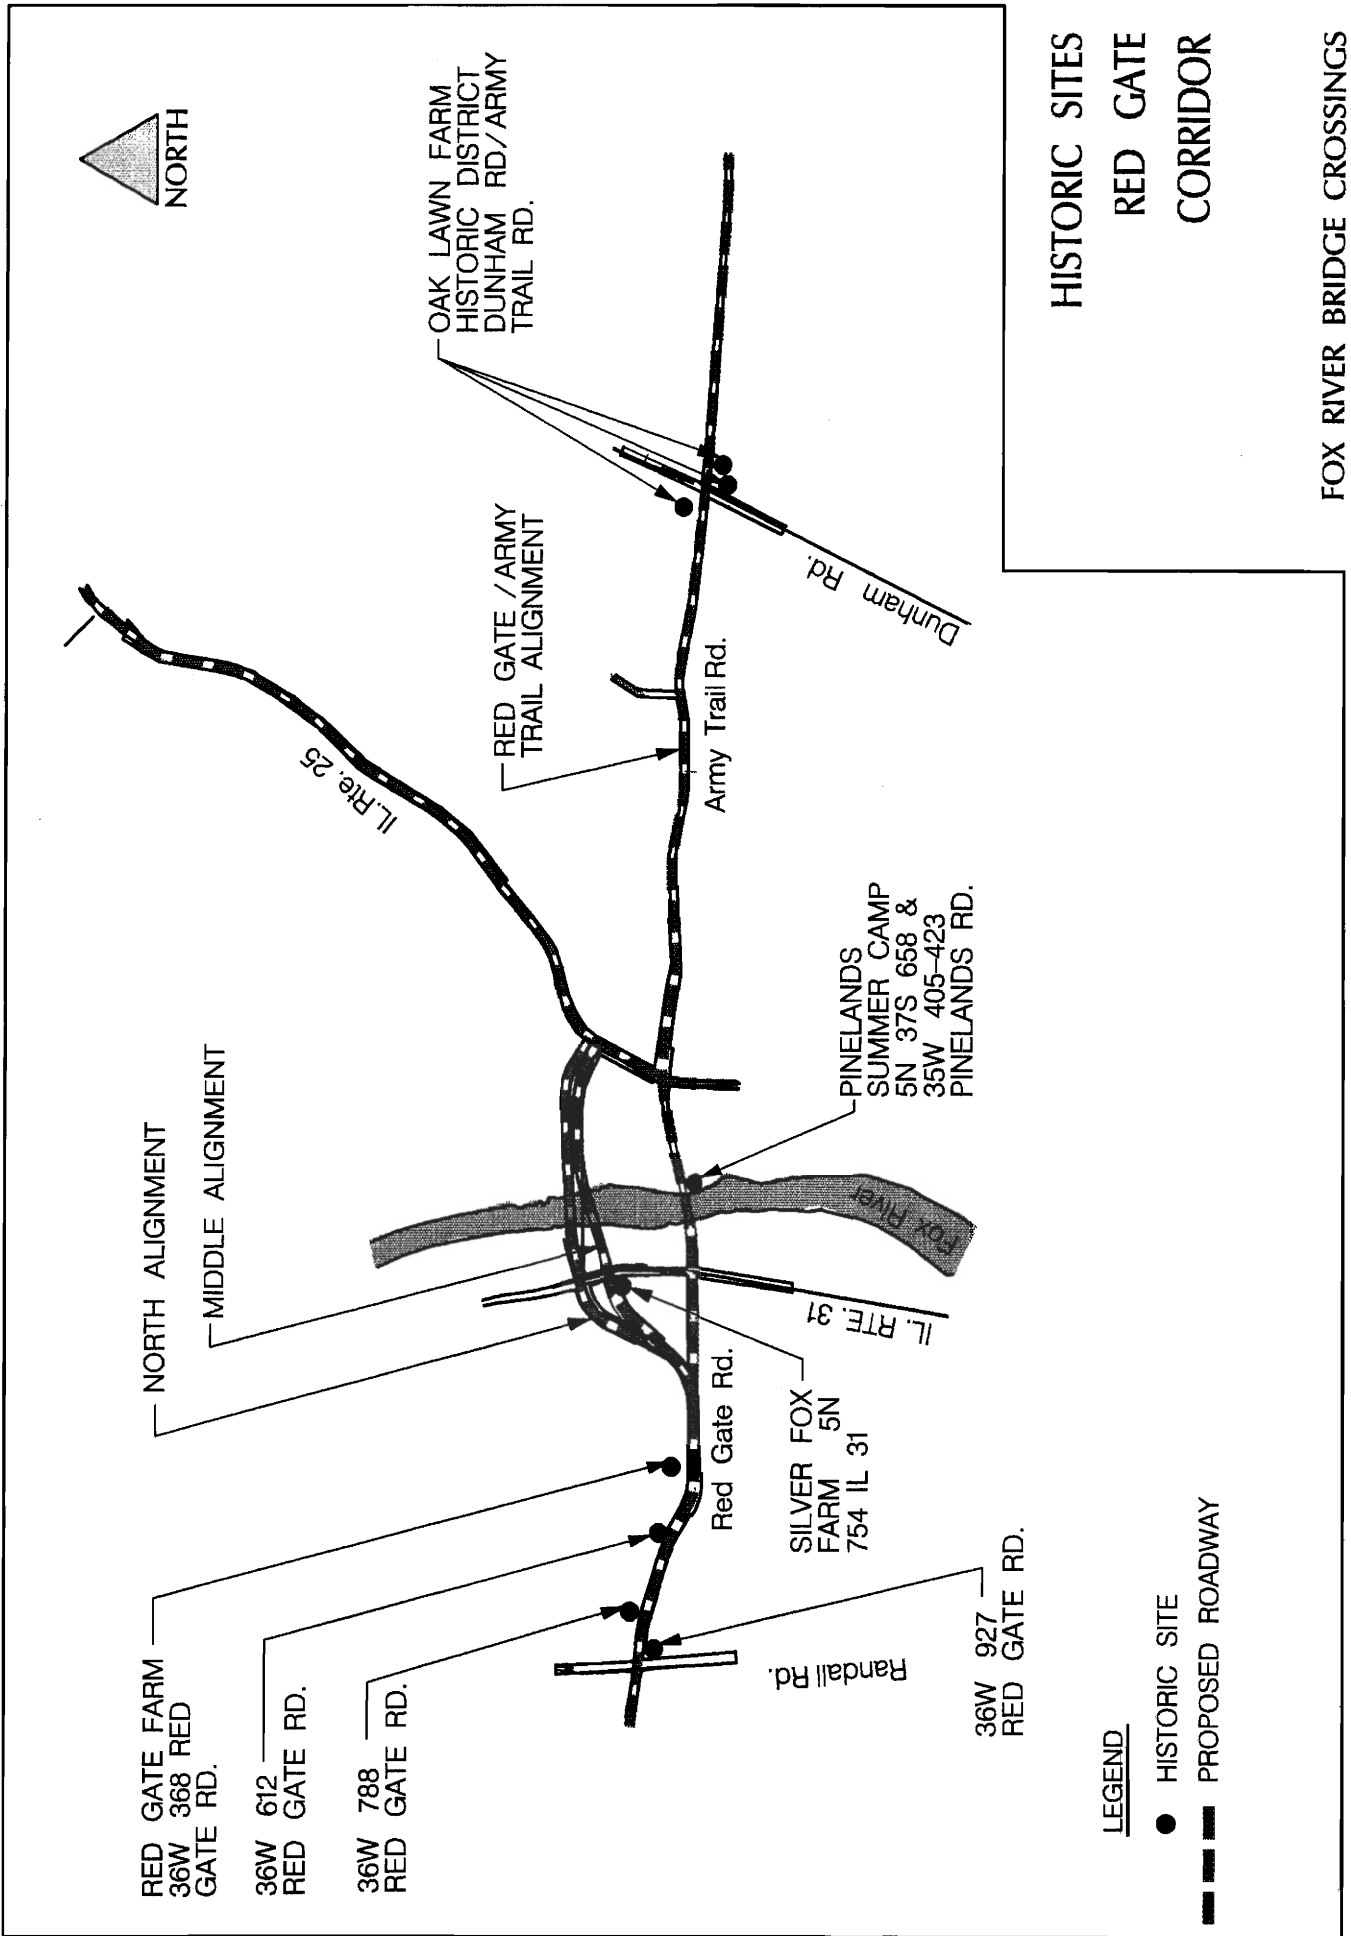 NORTH
OAK LAWN FARM
HISTORIC DISTRICT
DUNHAM RD/ARMY
TRAIL RD.
RED GATE / ARMY
TRAIL ALIGNMENT
IL.Rte. 25
Army Trail Rd.
Dunham Rd.
NORTH ALIGNMENT
MIDDLE ALIGNMENT
PINELANDS
SUMMER CAMP
5N 37S 658 &
35W 405-423
PINELANDS RD.
Fox River
IL. RTE. 31
Red Gate Rd.
SILVER FOX
FARM 5N
754 IL 31
RED GATE FARM
36W 368 RED
GATE RD.
36W 612
RED GATE RD.
36W 788
RED GATE RD.
Randall Rd.
36W 927
RED GATE RD.
LEGEND
HISTORIC SITE
PROPOSED ROADWAY
HISTORIC SITES
RED GATE
CORRIDOR
FOX RIVER BRIDGE CROSSINGS